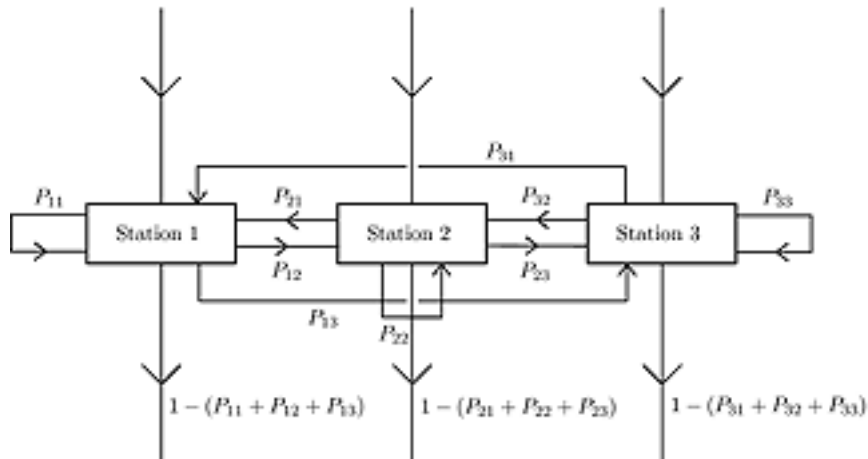 P₃₁
P₁₁ P₂₁ P₃₂ P₃₃
Station 1 Station 2 Station 3
P₁₂ P₂₃
P₁₃ P₂₂
1 − (P₁₁ + P₁₂ + P₁₃) 1 − (P₂₁ + P₂₂ + P₂₃) 1 − (P₃₁ + P₃₂ + P₃₃)